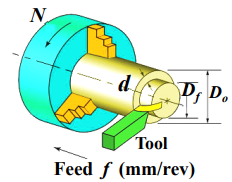 N
d
D_f D_o
Tool
Feed f (mm/rev)